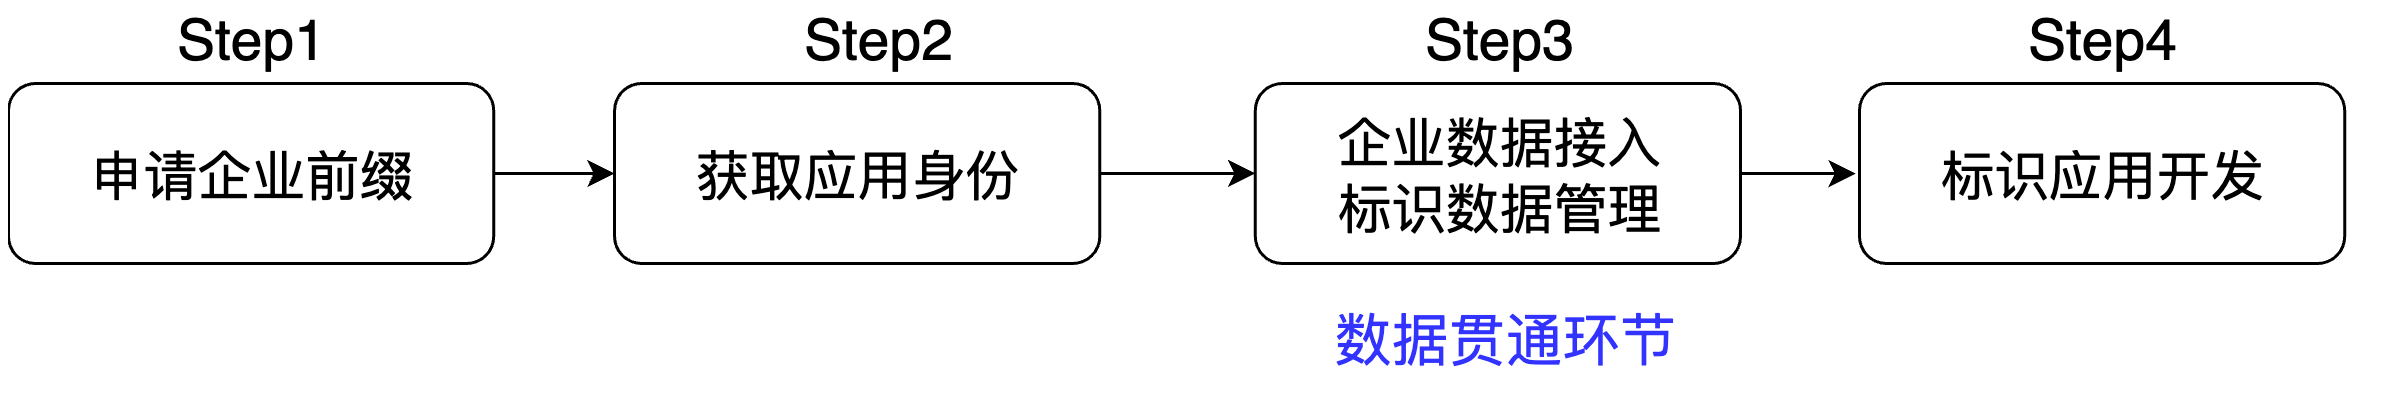 Step1
申请企业前缀
Step2
获取应用身份
Step3
企业数据接入
标识数据管理
数据贯通环节
Step4
标识应用开发